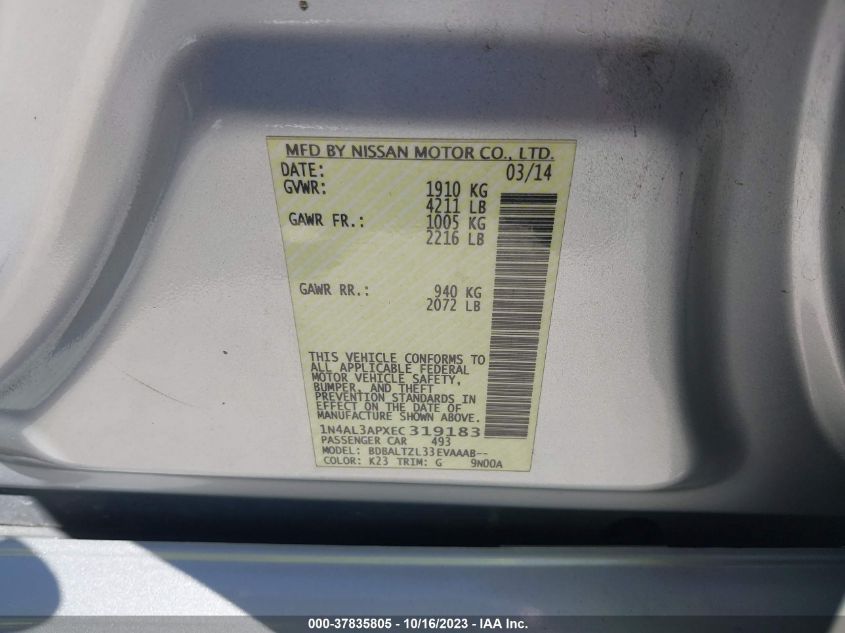 MFD BY NISSAN MOTOR CO., LTD.
DATE: 03/14
GVWR: 1910 KG
4211 LB
GAWR FR.: 1005 KG
2216 LB
GAWR RR.: 940 KG
2072 LB
THIS VEHICLE CONFORMS TO
ALL APPLICABLE FEDERAL
MOTOR VEHICLE SAFETY,
BUMPER, AND THEFT
PREVENTION STANDARDS IN
EFFECT ON THE DATE OF
MANUFACTURE SHOWN ABOVE.
1N4AL3APXEC319183
PASSENGER CAR 493
MODEL: BDBALTZL33EVAAAB--
COLOR: K23 TRIM: G 9N00A
000-37835805 - 10/16/2023 - IAA Inc.